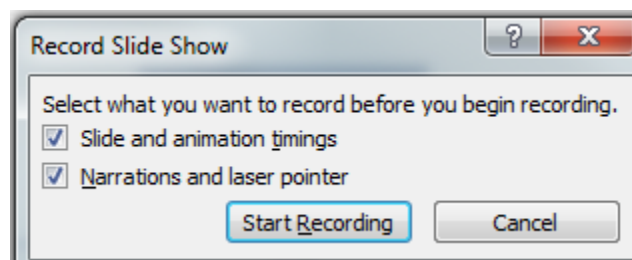 Record Slide Show
Select what you want to record before you begin recording.
Slide and animation timings
Narrations and laser pointer
Start Recording Cancel